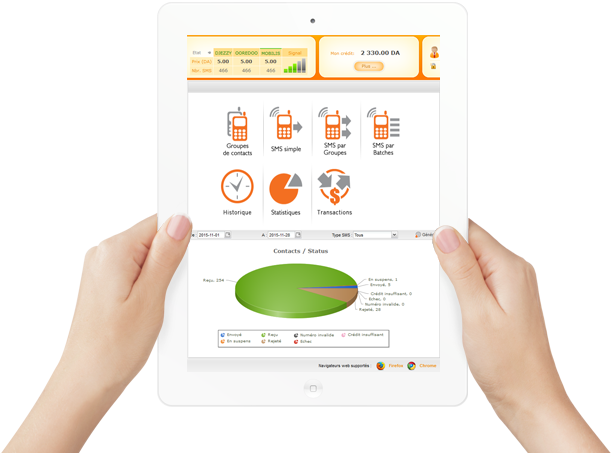 Etat DJEZZY OOREDOO MOBILIS Signal
Prix (DA) 5.00 5.00 5.00
Nbr. SMS 466 466 466
Mon crédit: 2 330.00 DA
Plus ...
Groupes
de contacts
SMS simple
SMS par
Groupes
SMS par
Batches
Historique
Statistiques
Transactions
2015-11-01 A 2015-11-26 Type SMS Tous
Contacts / Status
Reçu, 254
En suspens, 1
Envoyé, 5
Crédit insuffisant, 0
Echec, 0
Numéro invalide, 0
Rejeté, 28
Envoyé Reçu Numéro invalide Crédit insuffisant
En suspens Rejeté Echec
Navigateurs web supportés : Firefox Chrome